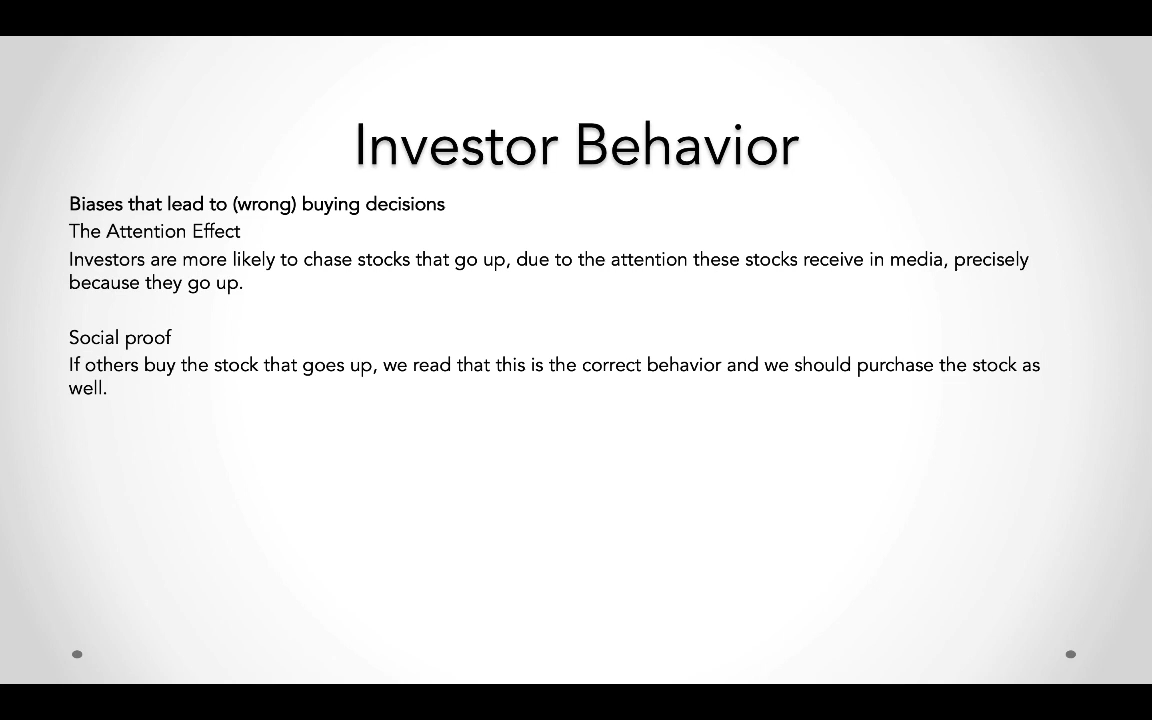 Investor Behavior
Biases that lead to (wrong) buying decisions
The Attention Effect
Investors are more likely to chase stocks that go up, due to the attention these stocks receive in media, precisely
because they go up.
Social proof
If others buy the stock that goes up, we read that this is the correct behavior and we should purchase the stock as
well.